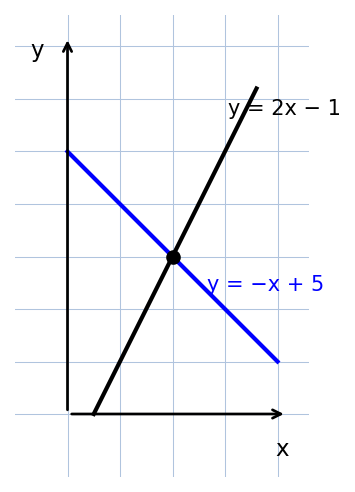 y
y = 2x − 1
y = −x + 5
x